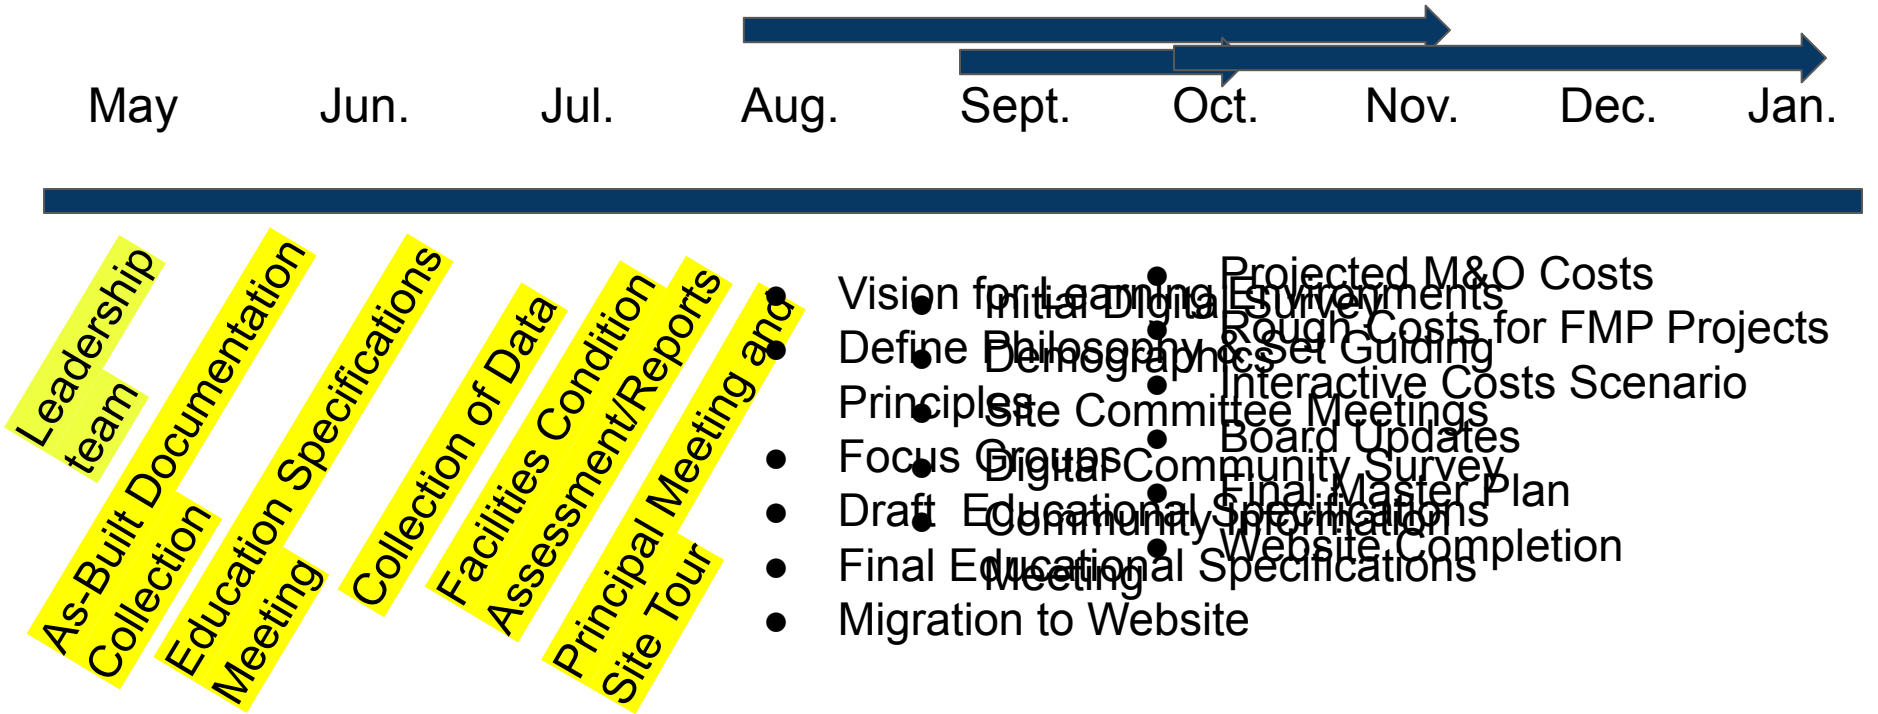 May Jun. Jul. Aug. Sept. Oct. Nov. Dec. Jan.
Leadership
team
As-Built Documentation
Collection
Education Specifications
Meeting
Collection of Data
Facilities Condition
Assessment/Reports
Principal Meeting and
Site Tour
● Vision for Learning Environments
● Define Philosophy & Set Guiding
Principles
● Focus Groups
● Draft Educational Specifications
● Final Educational Specifications
● Migration to Website
● Initial Digital Survey
● Demographics
● Site Committee Meetings
● Digital Community Survey
● Community Information
Meeting
● Projected M&O Costs
● Rough Costs for FMP Projects
● Interactive Costs Scenario
● Board Updates
● Final Master Plan
● Website Completion